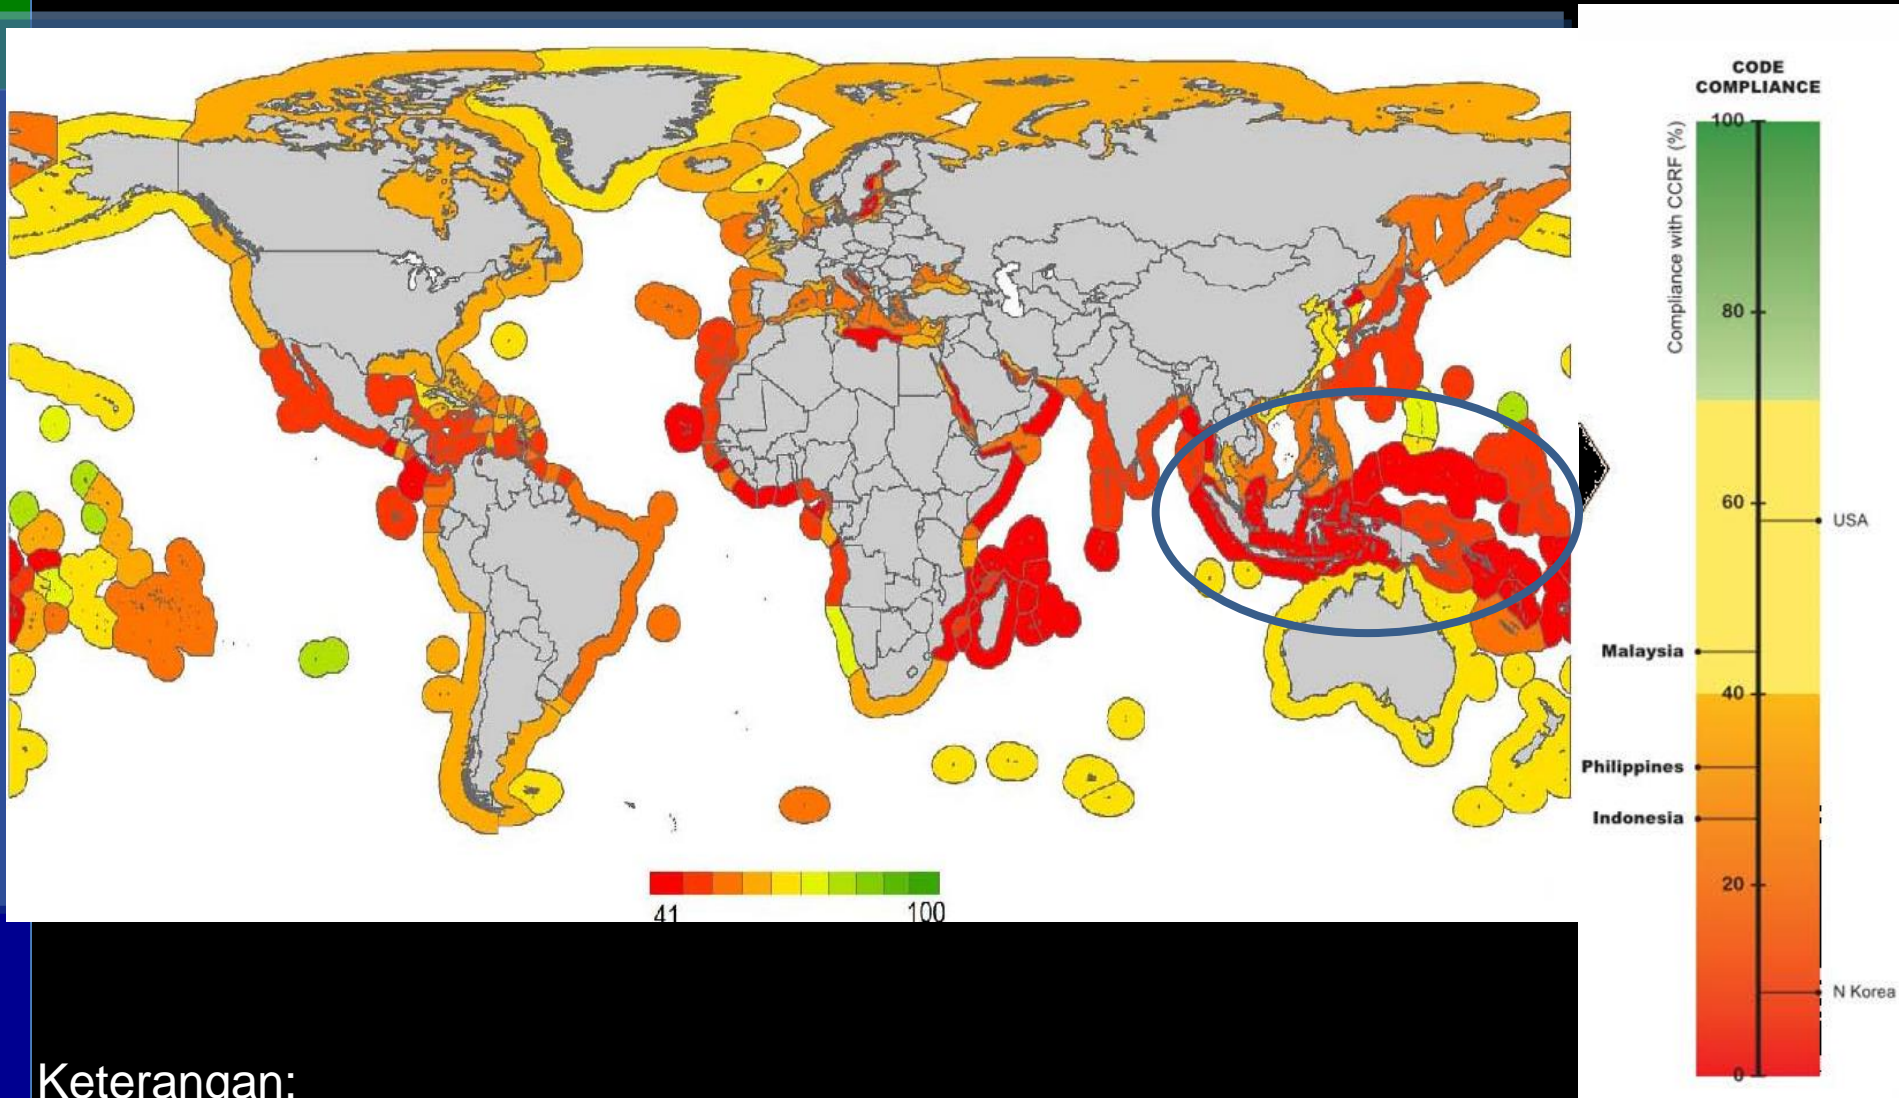 CODE
COMPLIANCE
Compliance with CCRF (%)
100
80
60
USA
Malaysia
40
Philippines
Indonesia
20
N Korea
0
41
100
Keterangan: